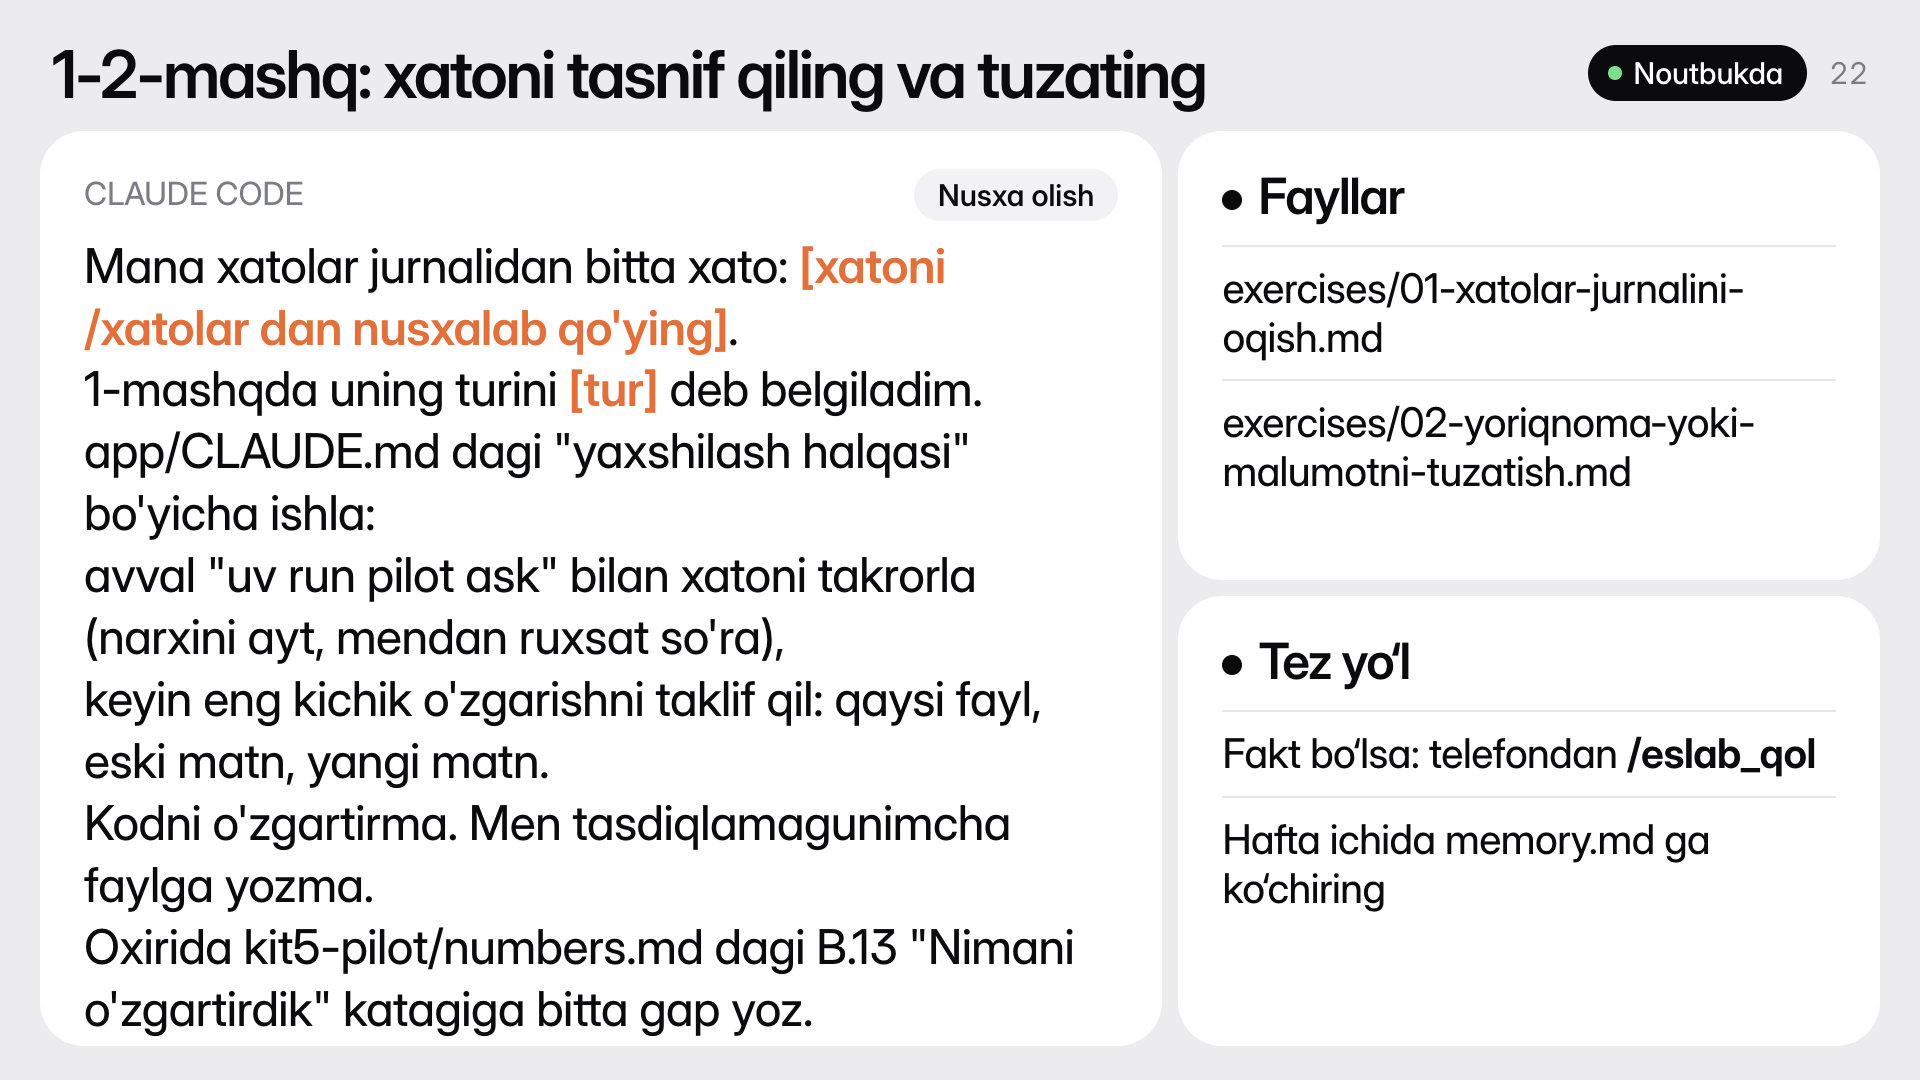 1-2-mashq: xatoni tasnif qiling va tuzating
Noutbukda
22
CLAUDE CODE
Nusxa olish
Mana xatolar jurnalidan bitta xato: [xatoni
/xatolar dan nusxalab qo'ying].
1-mashqda uning turini [tur] deb belgiladim.
app/CLAUDE.md dagi "yaxshilash halqasi"
bo'yicha ishla:
avval "uv run pilot ask" bilan xatoni takrorla
(narxini ayt, mendan ruxsat so'ra),
keyin eng kichik o'zgarishni taklif qil: qaysi fayl,
eski matn, yangi matn.
Kodni o'zgartirma. Men tasdiqlamagunimcha
faylga yozma.
Oxirida kit5-pilot/numbers.md dagi B.13 "Nimani
o'zgartirdik" katagiga bitta gap yoz.
• Fayllar
exercises/01-xatolar-jurnalini-
oqish.md
exercises/02-yoriqnoma-yoki-
malumotni-tuzatish.md
• Tez yo‘l
Fakt bo‘lsa: telefondan /eslab_qol
Hafta ichida memory.md ga
ko‘chiring